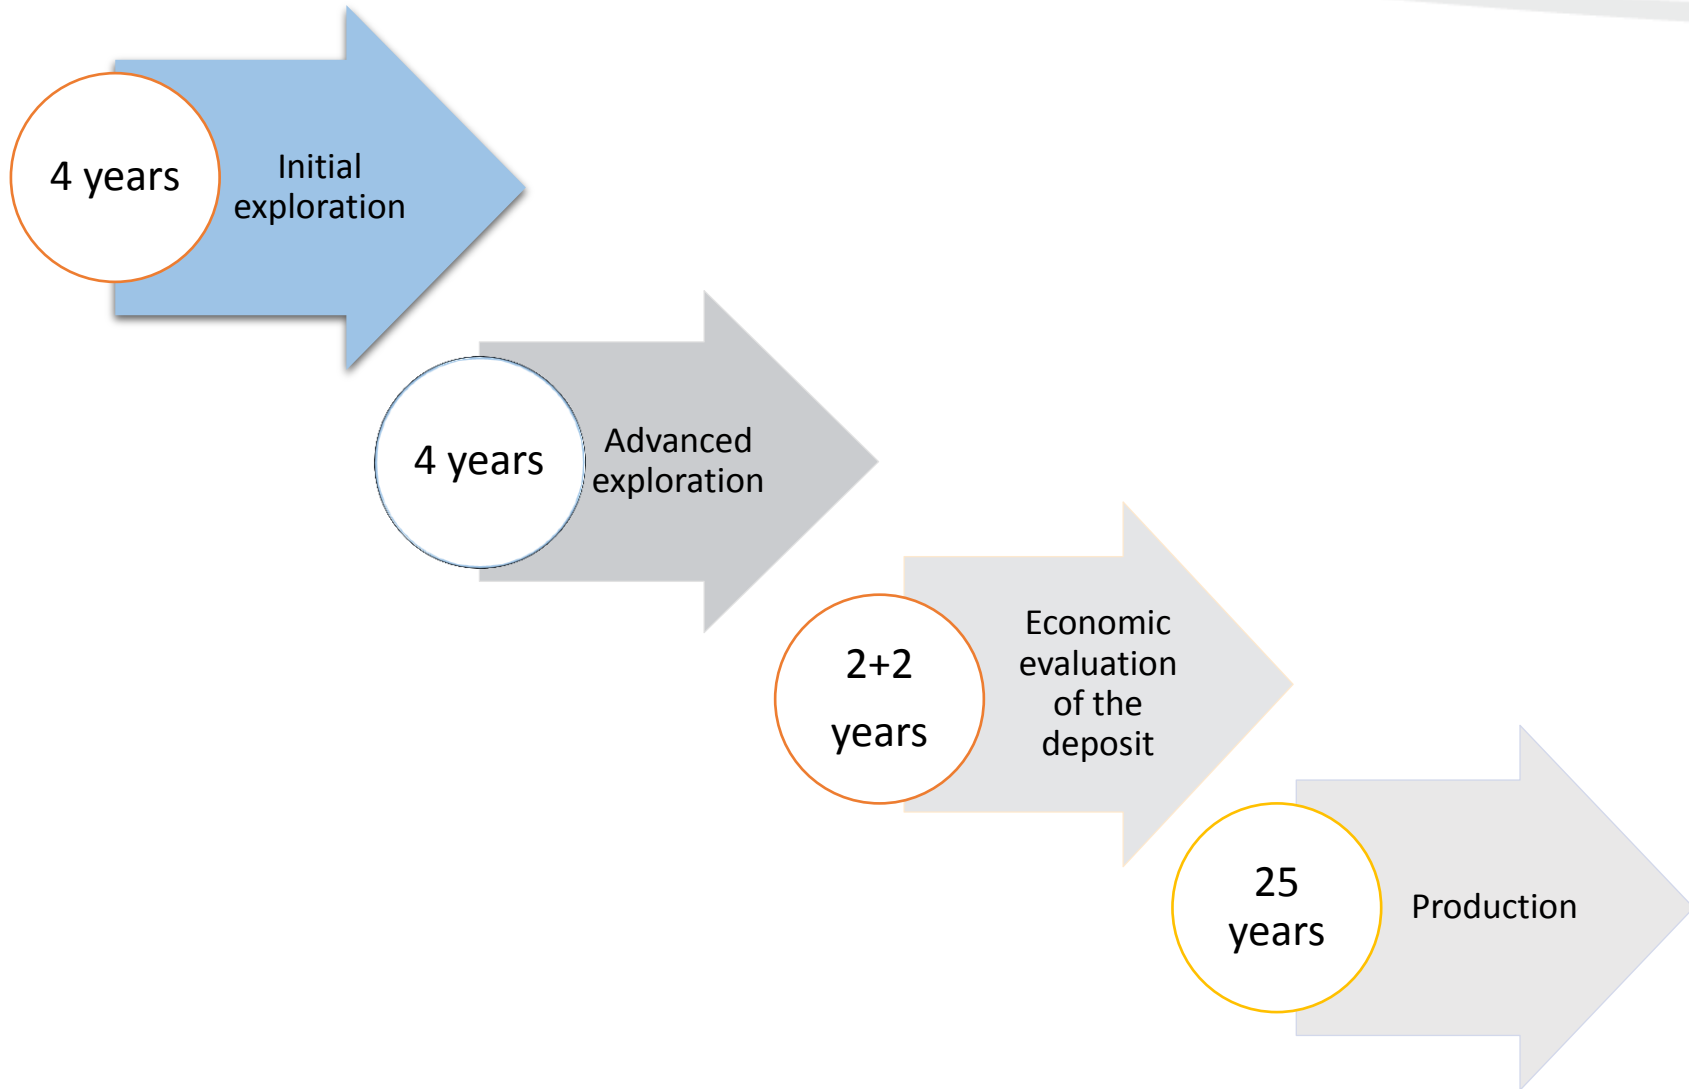 4 years
Initial
exploration
4 years
Advanced
exploration
2+2
years
Economic
evaluation
of the
deposit
25
years
Production